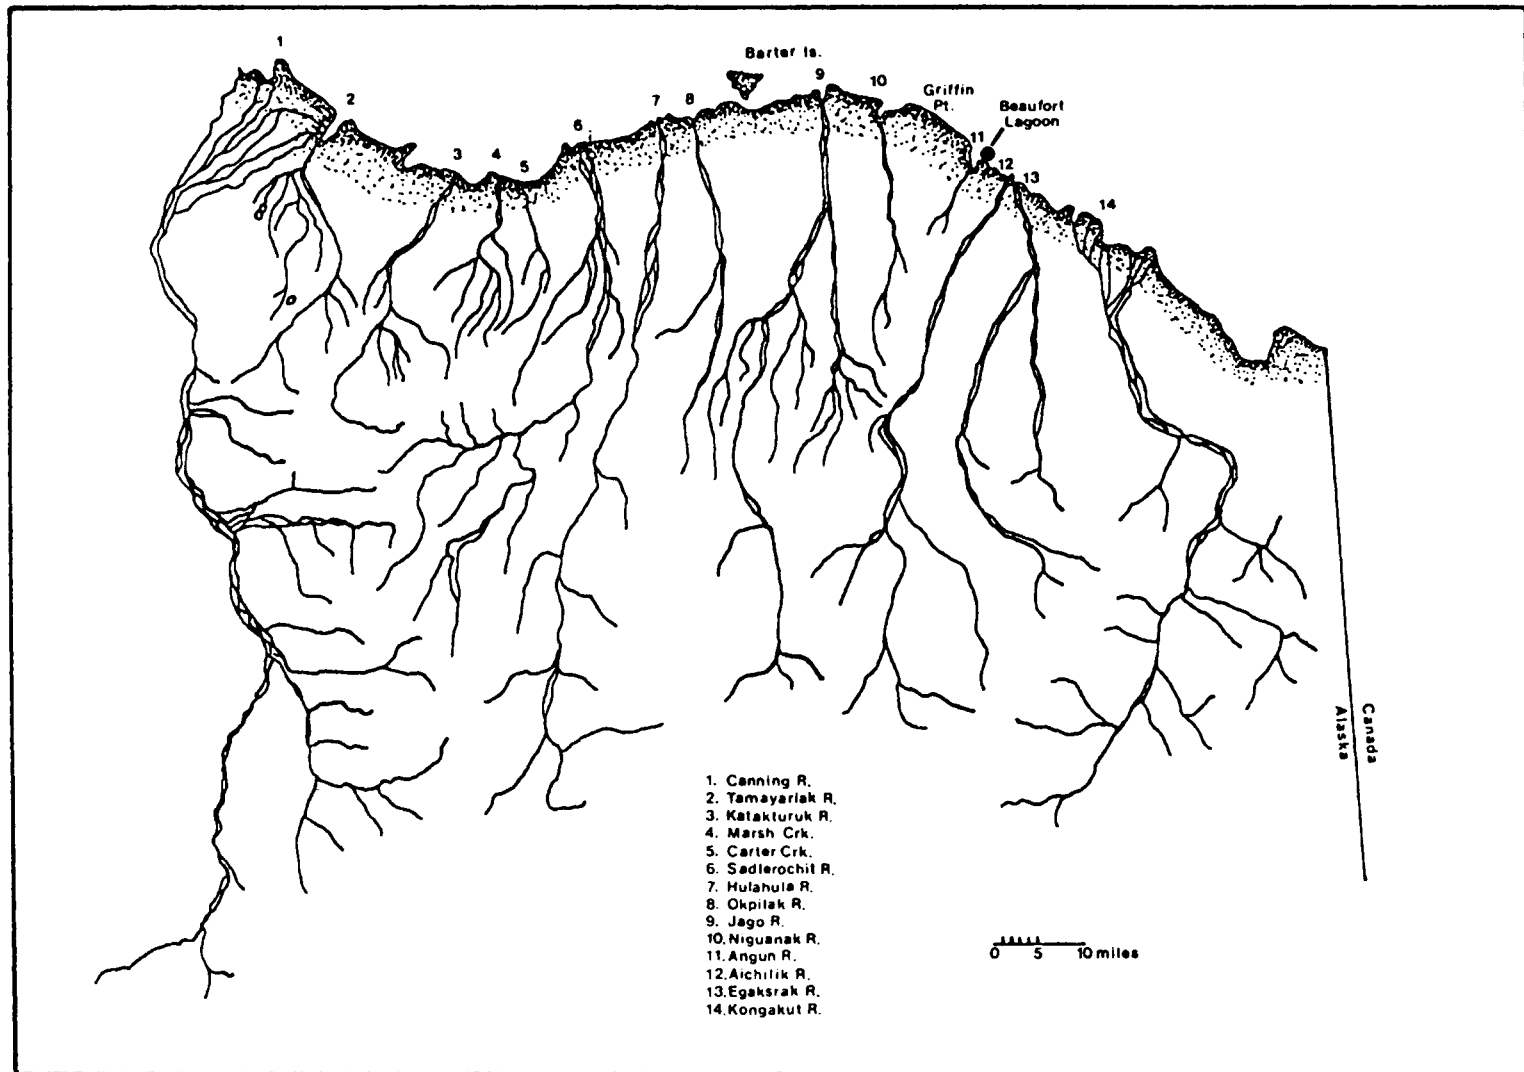 1
Barter Is.
2
7
8
9
10
Griffin
Pt.
Beaufort
Lagoon
6
3
4
5
11
12
13
14
Canada
Alaska
1. Canning R.
2. Tamayariak R.
3. Katakturuk R.
4. Marsh Crk.
5. Carter Crk.
6. Sadlerochit R.
7. Hulahula R.
8. Okpilak R.
9. Jago R.
10. Niguanak R.
11. Angun R.
12. Aichilik R.
13. Egaksrak R.
14. Kongakut R.
0 5 10 miles